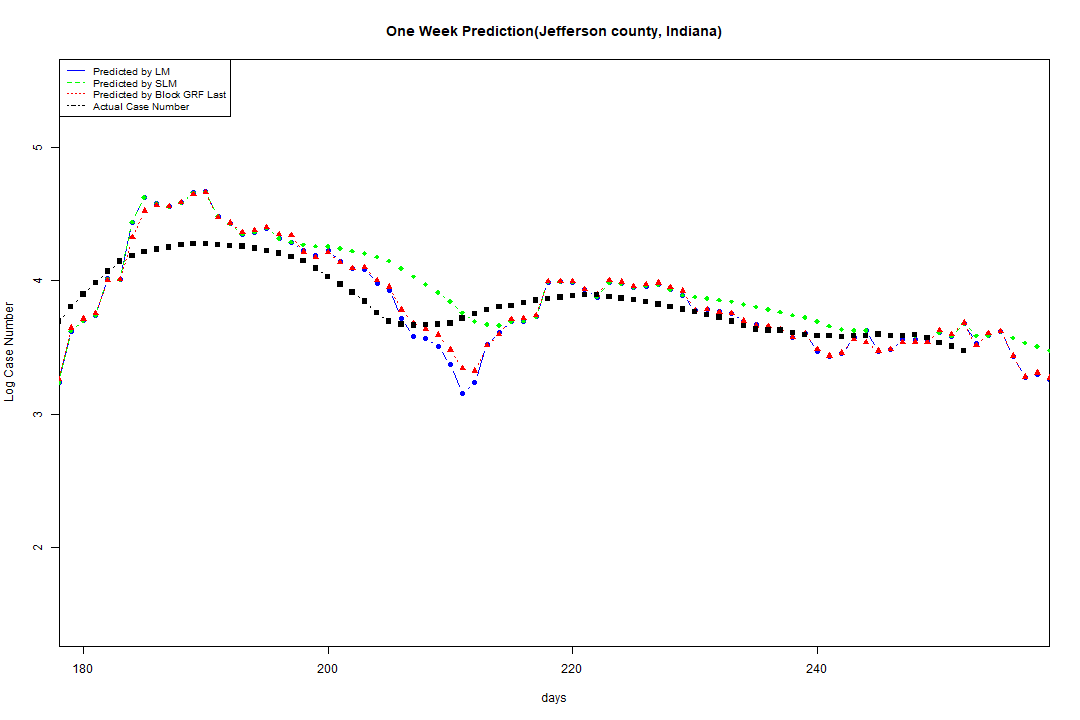 One Week Prediction(Jefferson county, Indiana)
Predicted by LM
Predicted by SLM
Predicted by Block GRF Last
Actual Case Number
5
4
3
2
Log Case Number
180 200 220 240
days